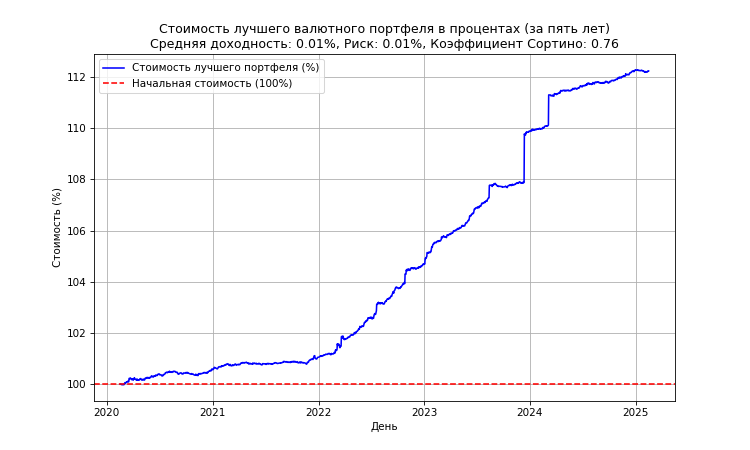 Стоимость лучшего валютного портфеля в процентах (за пять лет)
Средняя доходность: 0.01%, Риск: 0.01%, Коэффициент Сортино: 0.76
Стоимость лучшего портфеля (%)
Начальная стоимость (100%)
Стоимость (%)
112
110
108
106
104
102
100
2020
2021
2022
2023
2024
2025
День